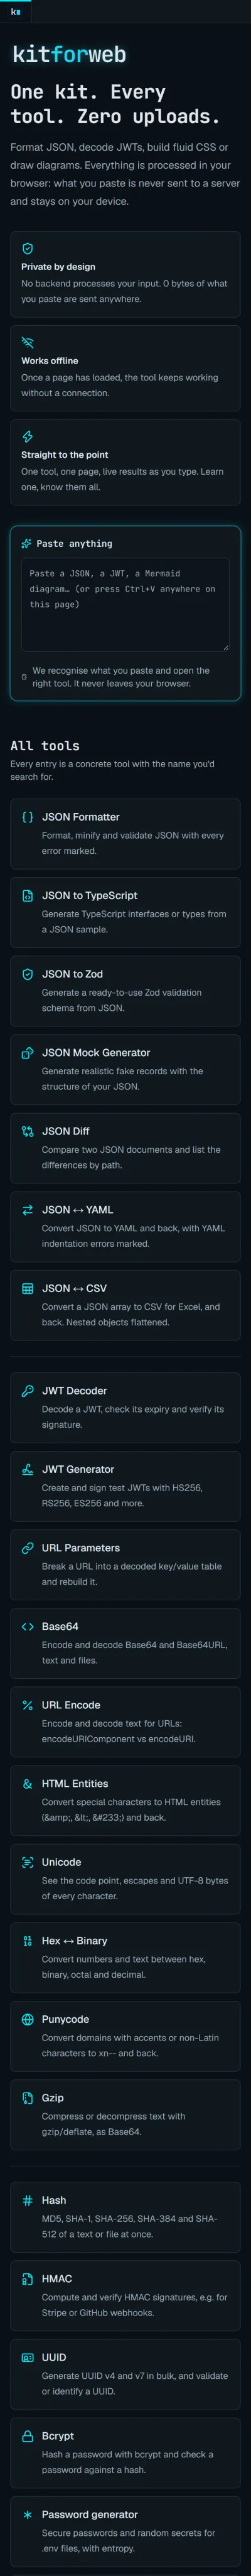 k
kitforweb
One kit. Every
tool. Zero uploads.
Format JSON, decode JWTs, build fluid CSS or
draw diagrams. Everything is processed in your
browser: what you paste is never sent to a server
and stays on your device.
Private by design
No backend processes your input. 0 bytes of what
you paste are sent anywhere.
Works offline
Once a page has loaded, the tool keeps working
without a connection.
Straight to the point
One tool, one page, live results as you type. Learn
one, know them all.
Paste anything
Paste a JSON, a JWT, a Mermaid
diagram… (or press Ctrl+V anywhere on
this page)
We recognise what you paste and open the
right tool. It never leaves your browser.
All tools
Every entry is a concrete tool with the name you'd
search for.
JSON Formatter
Format, minify and validate JSON with every
error marked.
JSON to TypeScript
Generate TypeScript interfaces or types from
a JSON sample.
JSON to Zod
Generate a ready-to-use Zod validation
schema from JSON.
JSON Mock Generator
Generate realistic fake records with the
structure of your JSON.
JSON Diff
Compare two JSON documents and list the
differences by path.
JSON ↔ YAML
Convert JSON to YAML and back, with YAML
indentation errors marked.
JSON ↔ CSV
Convert a JSON array to CSV for Excel, and
back. Nested objects flattened.
JWT Decoder
Decode a JWT, check its expiry and verify its
signature.
JWT Generator
Create and sign test JWTs with HS256,
RS256, ES256 and more.
URL Parameters
Break a URL into a decoded key/value table
and rebuild it.
Base64
Encode and decode Base64 and Base64URL,
text and files.
URL Encode
Encode and decode text for URLs:
encodeURIComponent vs encodeURI.
HTML Entities
Convert special characters to HTML entities
(&amp;, &lt;, &#233;) and back.
Unicode
See the code point, escapes and UTF-8 bytes
of every character.
Hex ↔ Binary
Convert numbers and text between hex,
binary, octal and decimal.
Punycode
Convert domains with accents or non-Latin
characters to xn-- and back.
Gzip
Compress or decompress text with
gzip/deflate, as Base64.
Hash
MD5, SHA-1, SHA-256, SHA-384 and SHA-
512 of a text or file at once.
HMAC
Compute and verify HMAC signatures, e.g. for
Stripe or GitHub webhooks.
UUID
Generate UUID v4 and v7 in bulk, and validate
or identify a UUID.
Bcrypt
Hash a password with bcrypt and check a
password against a hash.
Password generator
Secure passwords and random secrets for
.env files, with entropy.